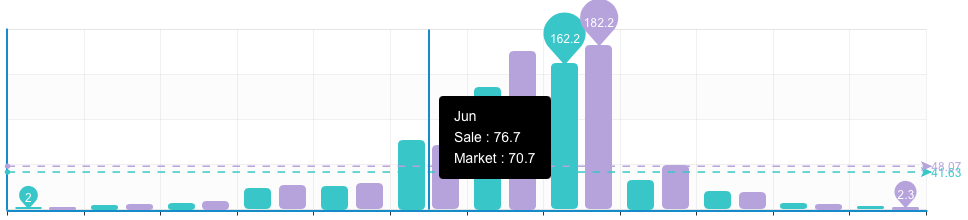 182.2
162.2
Jun
Sale : 76.7
Market : 70.7
48.07
41.63
2
2.3